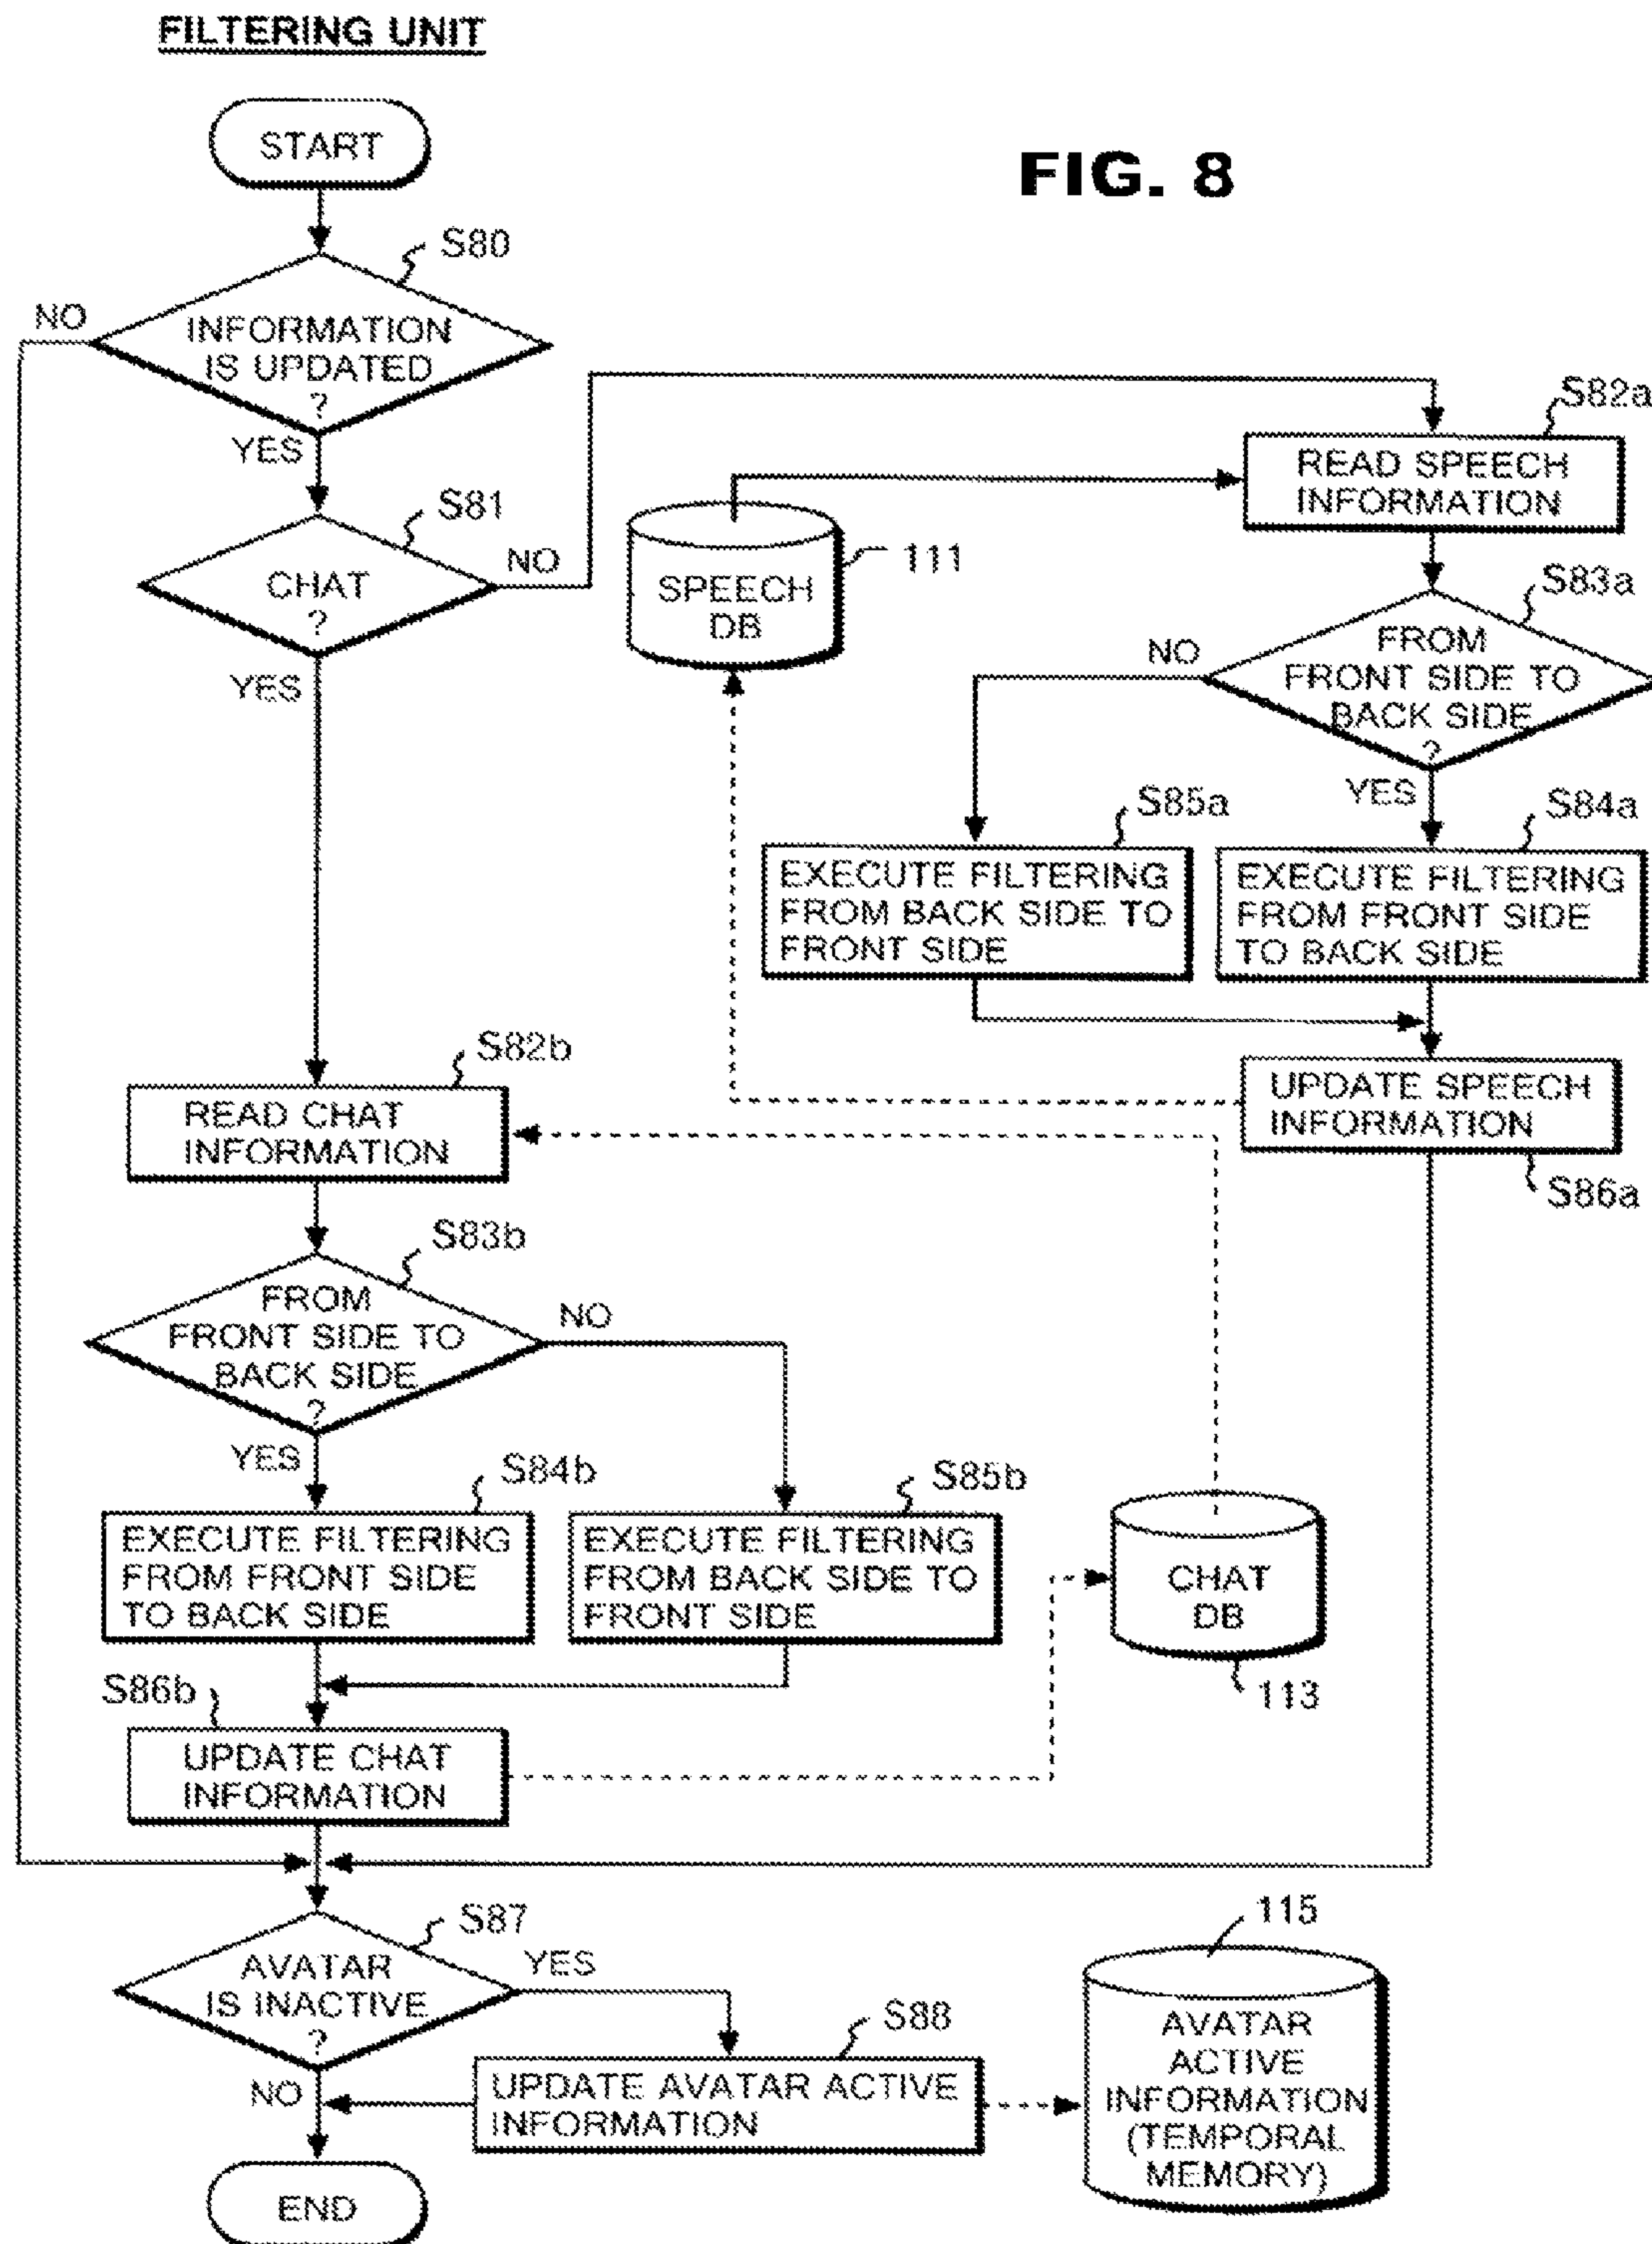 FILTERING UNIT
START
FIG. 8
S80
NO
INFORMATION
IS UPDATED
?
YES
S81
CHAT
?
NO
YES
S82a
READ SPEECH
INFORMATION
SPEECH
DB
111
S83a
FROM
FRONT SIDE TO
BACK SIDE
?
NO
YES
S85a
EXECUTE FILTERING
FROM BACK SIDE TO
FRONT SIDE
S84a
EXECUTE FILTERING
FROM FRONT SIDE
TO BACK SIDE
UPDATE SPEECH
INFORMATION
S86a
S82b
READ CHAT
INFORMATION
S83b
FROM
FRONT SIDE TO
BACK SIDE
?
NO
YES
S84b
EXECUTE FILTERING
FROM FRONT SIDE
TO BACK SIDE
S85b
EXECUTE FILTERING
FROM BACK SIDE TO
FRONT SIDE
CHAT
DB
113
S86b
UPDATE CHAT
INFORMATION
S87
AVATAR
IS INACTIVE
?
YES
NO
S88
UPDATE AVATAR ACTIVE
INFORMATION
115
AVATAR
ACTIVE
INFORMATION
(TEMPORAL
MEMORY)
END